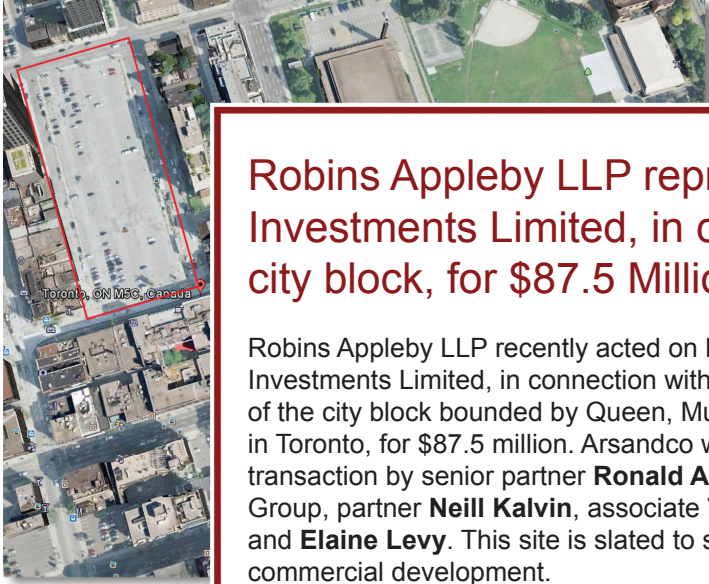 Toronto, ON M5C, Canada
Robins Appleby LLP
Investments Limited, in
city block, for $87.5
Robins Appleby LLP recently acted on
Investments Limited, in connection with
of the city block bounded by Queen,
in Toronto, for $87.5 million. Arsandco
transaction by senior partner Ronald
Group, partner Neill Kalvin, associate
and Elaine Levy. This site is slated to
commercial development.